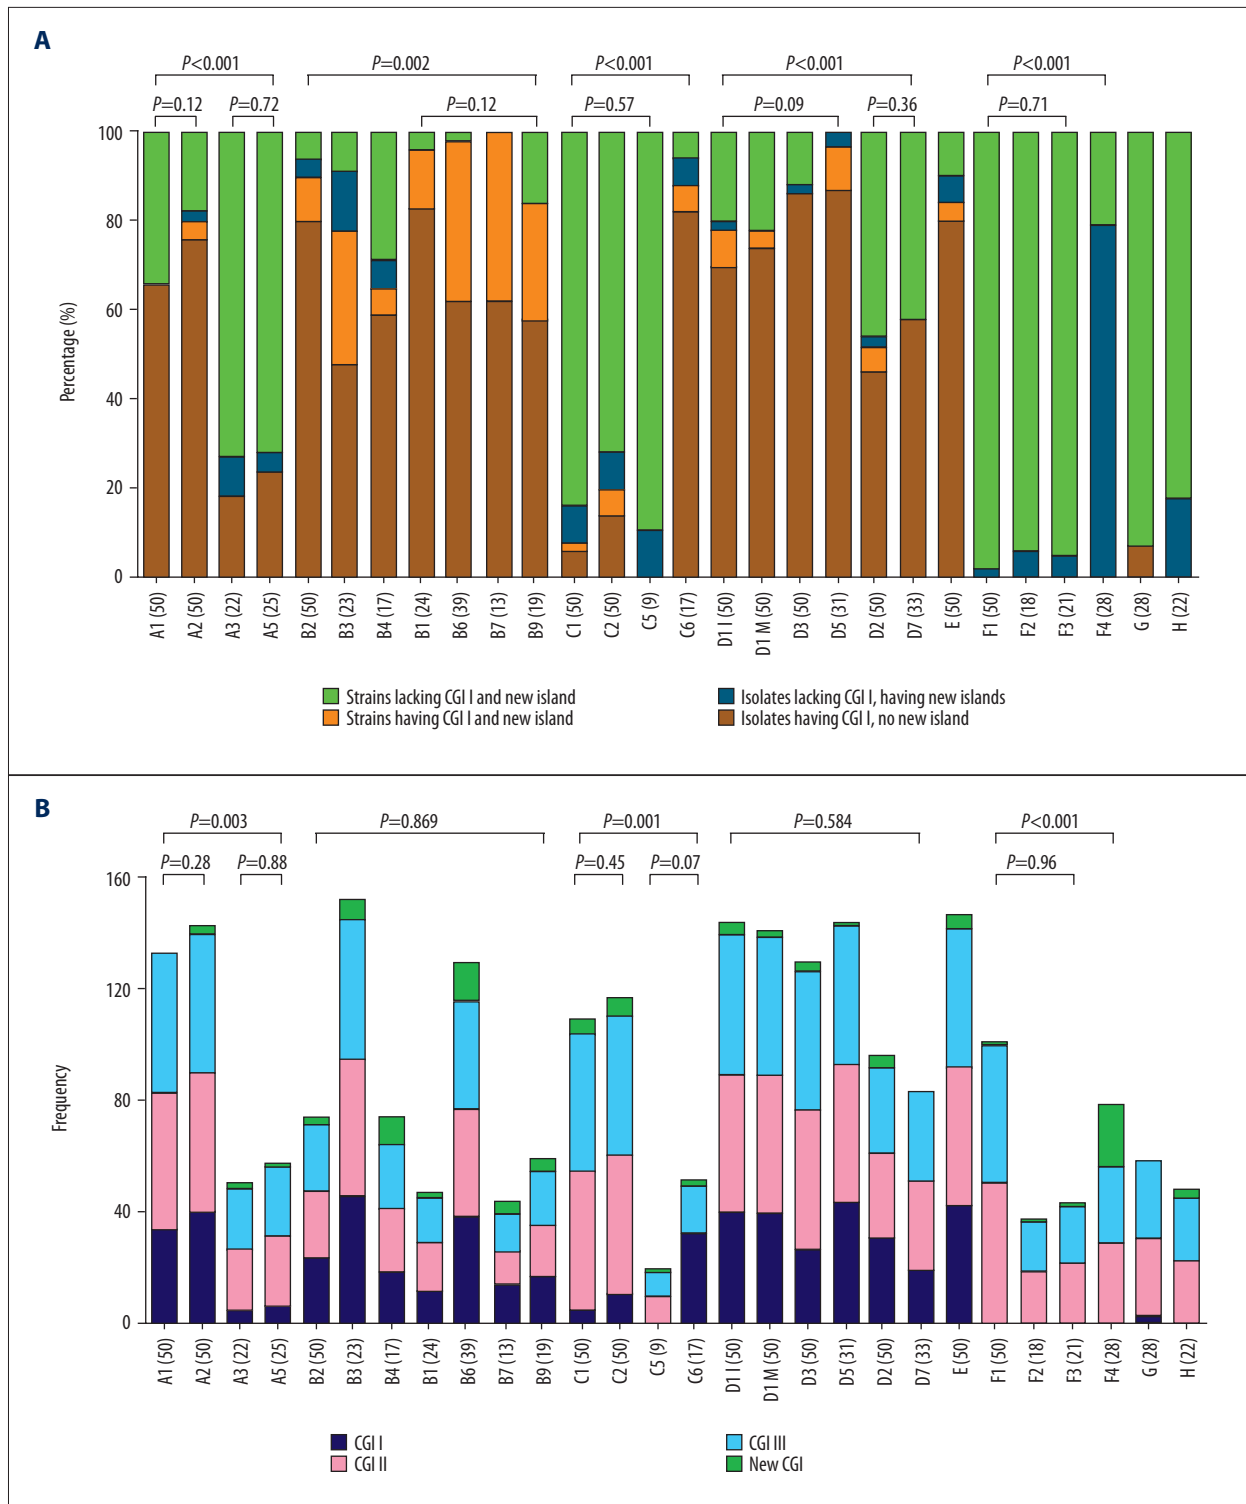 A
P<0.001
P=0.002
P<0.001
P<0.001
P<0.001
P=0.12
P=0.72
P=0.12
P=0.57
P=0.09
P=0.36
P=0.71
Percentage (%)
100
80
60
40
20
0
A1 (50)
A2 (50)
A3 (22)
A5 (25)
B2 (50)
B3 (23)
B4 (17)
B1 (24)
B6 (39)
B7 (13)
B9 (19)
C1 (50)
C2 (50)
C5 (9)
C6 (17)
D1 I (50)
D1 M (50)
D3 (50)
D5 (31)
D2 (50)
D7 (33)
E (50)
F1 (50)
F2 (18)
F3 (21)
F4 (28)
G (28)
H (22)
Strains lacking CGI I and new island
Strains having CGI I and new island
Isolates lacking CGI I, having new islands
Isolates having CGI I, no new island
B
P=0.003
P=0.869
P=0.001
P=0.584
P<0.001
P=0.28
P=0.88
P=0.45
P=0.07
P=0.96
Frequency
160
120
80
40
0
A1 (50)
A2 (50)
A3 (22)
A5 (25)
B2 (50)
B3 (23)
B4 (17)
B1 (24)
B6 (39)
B7 (13)
B9 (19)
C1 (50)
C2 (50)
C5 (9)
C6 (17)
D1 I (50)
D1 M (50)
D3 (50)
D5 (31)
D2 (50)
D7 (33)
E (50)
F1 (50)
F2 (18)
F3 (21)
F4 (28)
G (28)
H (22)
CGI I
CGI II
CGI III
New CGI